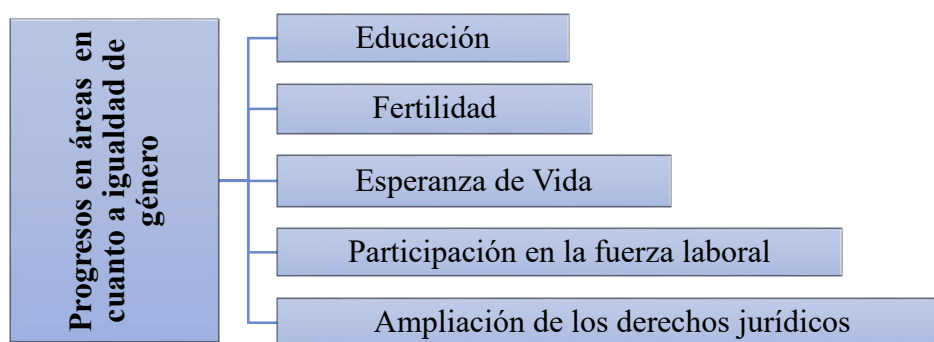 Progresos en áreas en
cuanto a igualdad de
género
Educación
Fertilidad
Esperanza de Vida
Participación en la fuerza laboral
Ampliación de los derechos jurídicos